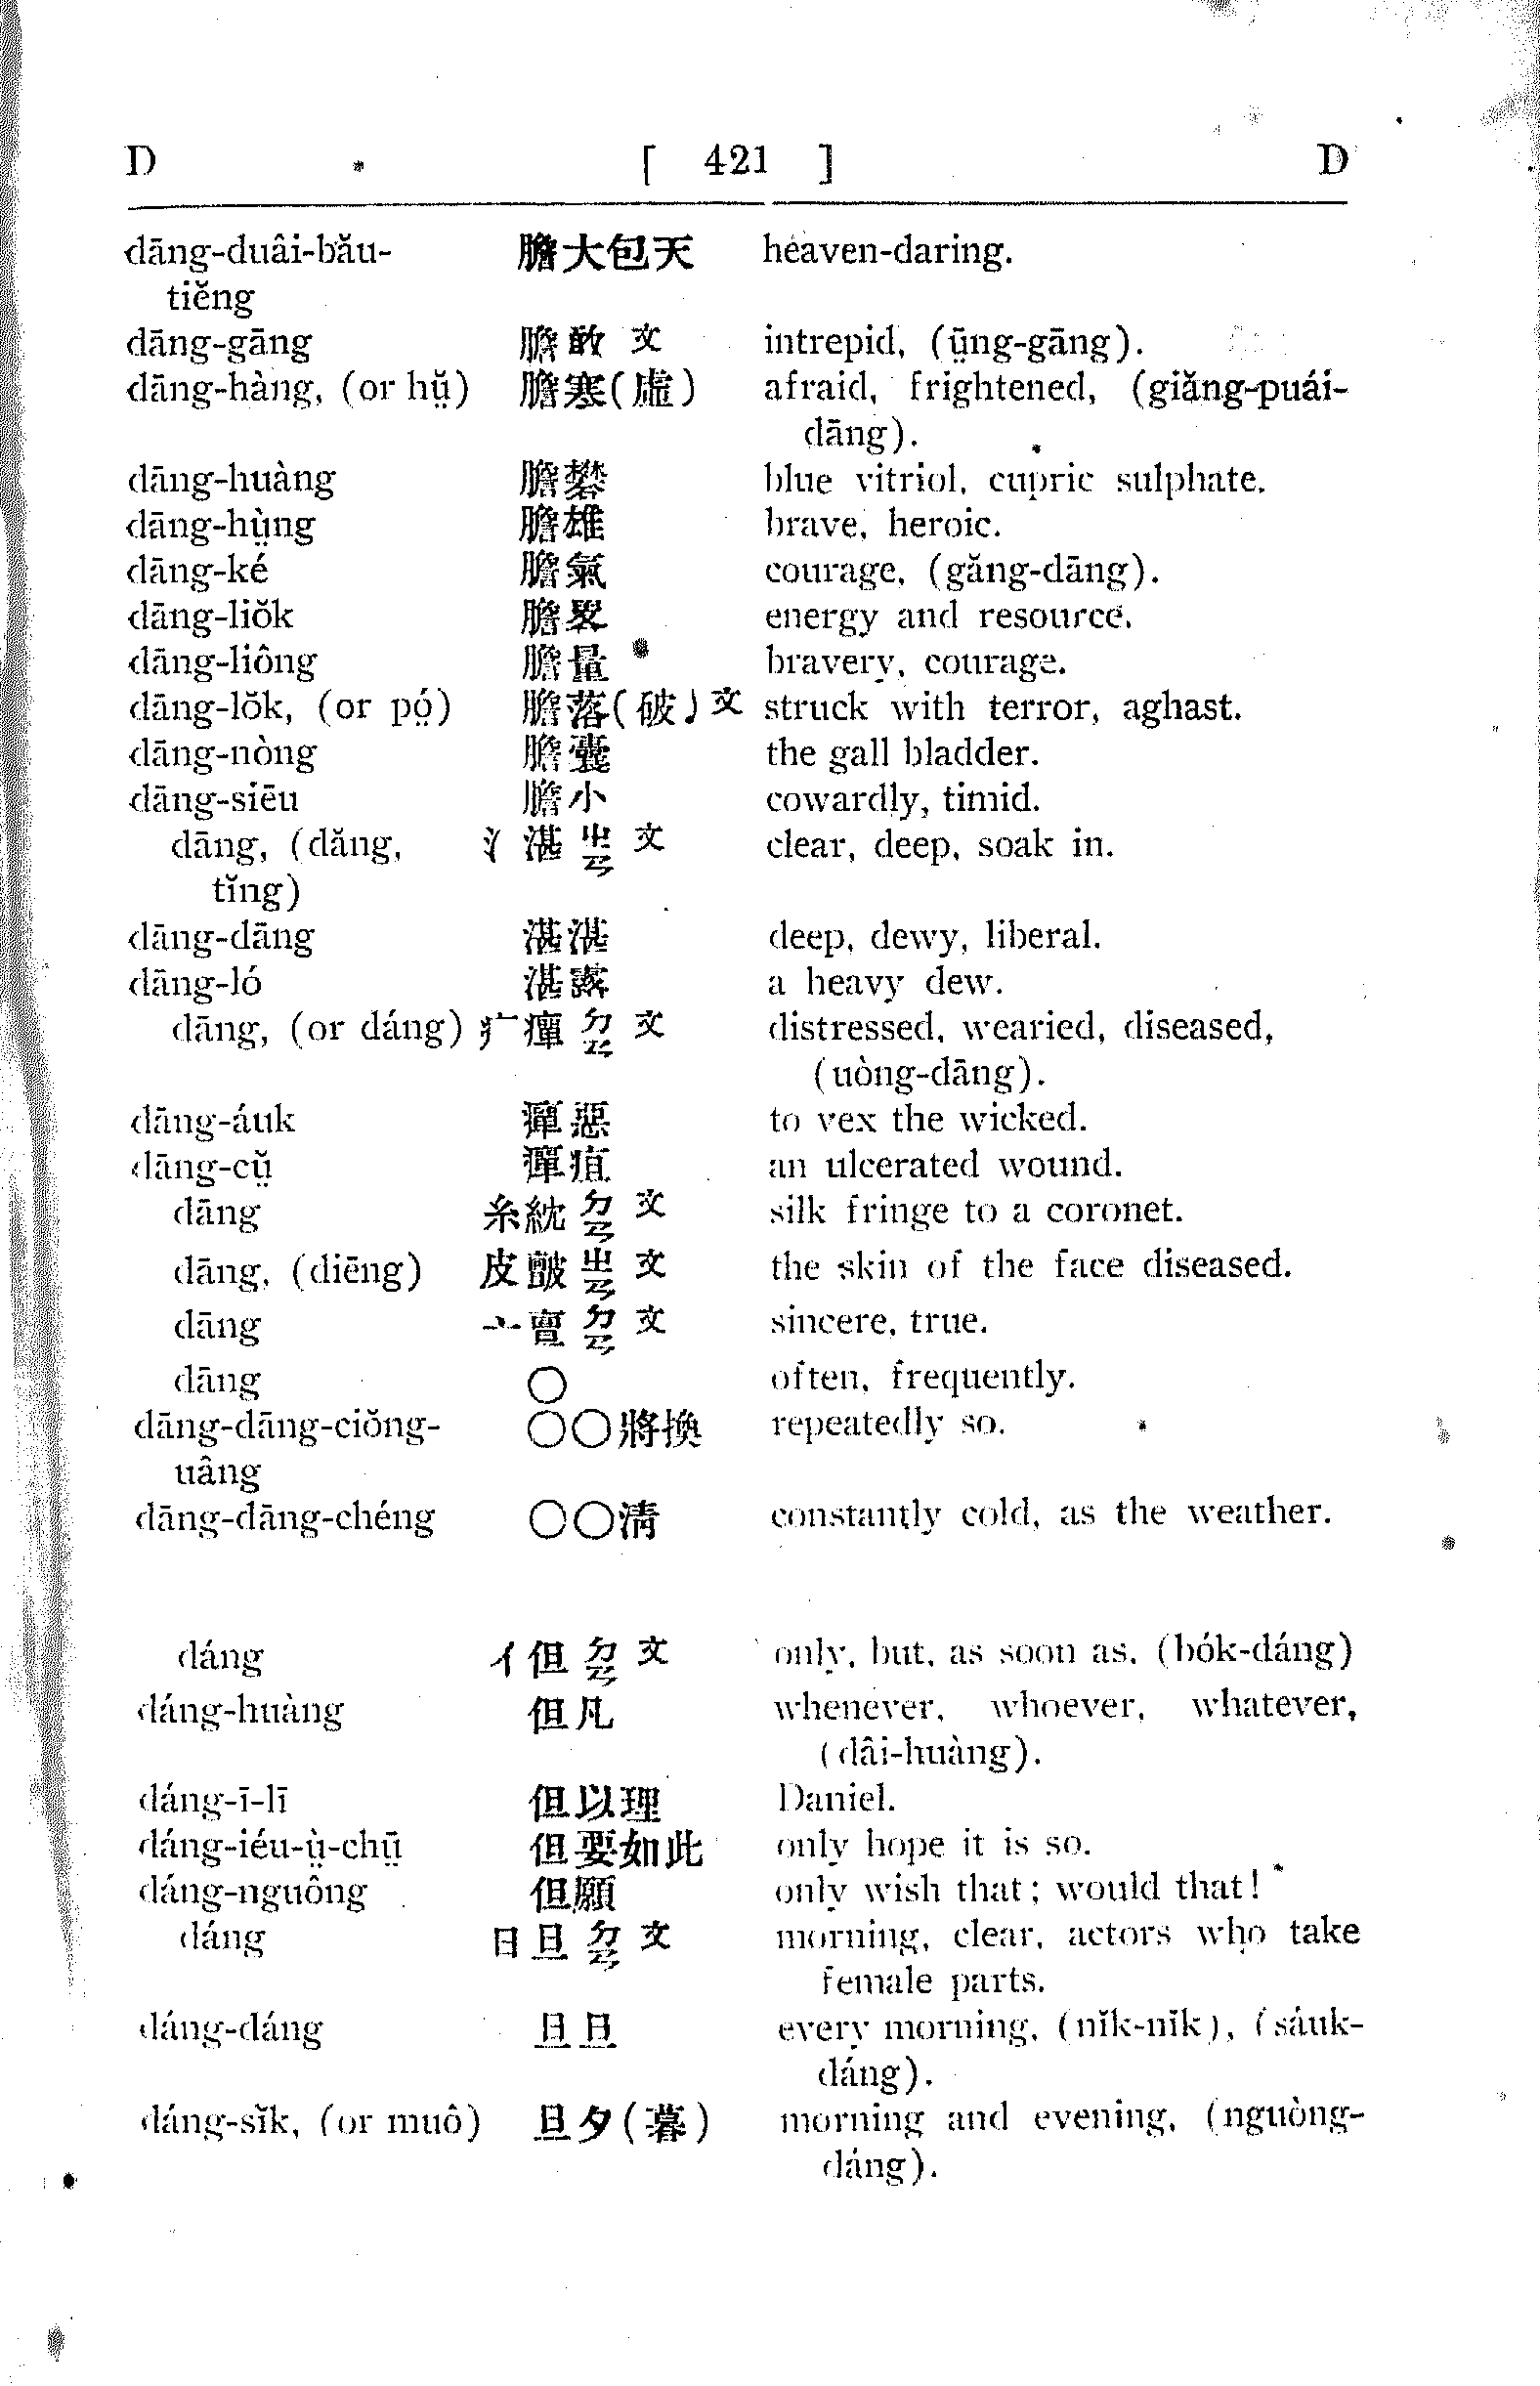 D [ 421 ] D
dāng-duâi-bău- 膽大包天 heaven-daring.
tiĕng
dāng-gāng 膽敢 文 intrepid, (ṳ̄ng-gāng).
dāng-hàng, (or hṳ̆) 膽寒(虛) afraid, frightened, (giăng-puái-
dāng).
dāng-huàng 膽礬 blue vitriol, cupric sulphate.
dāng-hṳ̀ng 膽雄 brave, heroic.
dāng-ké 膽氣 courage, (găng-dāng).
dāng-liŏk 膽畧 energy and resource.
dāng-liông 膽量 bravery, courage.
dāng-lŏk, (or pó̤) 膽落(破) 文 struck with terror, aghast.
dāng-nòng 膽囊 the gall bladder.
dāng-siēu 膽小 cowardly, timid.
dāng, (dăng, 氵 湛 ㄓㄢ 文 clear, deep, soak in.
tĭng)
dāng-dāng 湛湛 deep, dewy, liberal.
dāng-ló 湛露 a heavy dew.
dāng, (or dáng) 疒 癉 ㄉㄢ 文 distressed, wearied, diseased,
(uòng-dāng).
dāng-áuk 癉惡 to vex the wicked.
dāng-cṳ̆ 癉疽 an ulcerated wound.
dāng 糸 紞 ㄉㄢ 文 silk fringe to a coronet.
dāng, (diēng) 皮 皽 ㄓㄢ 文 the skin of the face diseased.
dāng 亠 亶 ㄉㄢ 文 sincere, true.
dāng 〇 often, frequently.
dāng-dāng-ciŏng- 〇〇將換 repeatedly so.
uâng
dāng-dāng-chéng 〇〇凊 constantly cold, as the weather.
dáng 亻 但 ㄉㄢ 文 only, but, as soon as, (bók-dáng)
dáng-huàng 但凡 whenever, whoever, whatever,
(dâi-huàng).
dáng-ī-lī 但以理 Daniel.
dáng-iéu-ṳ̀-chṳ̄ 但要如此 only hope it is so.
dáng-nguông 但願 only wish that; would that!
dáng 日 旦 ㄉㄢ 文 morning, clear, actors who take
female parts.
dáng-dáng 旦旦 every morning, (nĭk-nĭk), (sáuk-
dáng).
dáng-sĭk, (or muô) 旦夕(暮) morning and evening, (nguòng-
dáng).